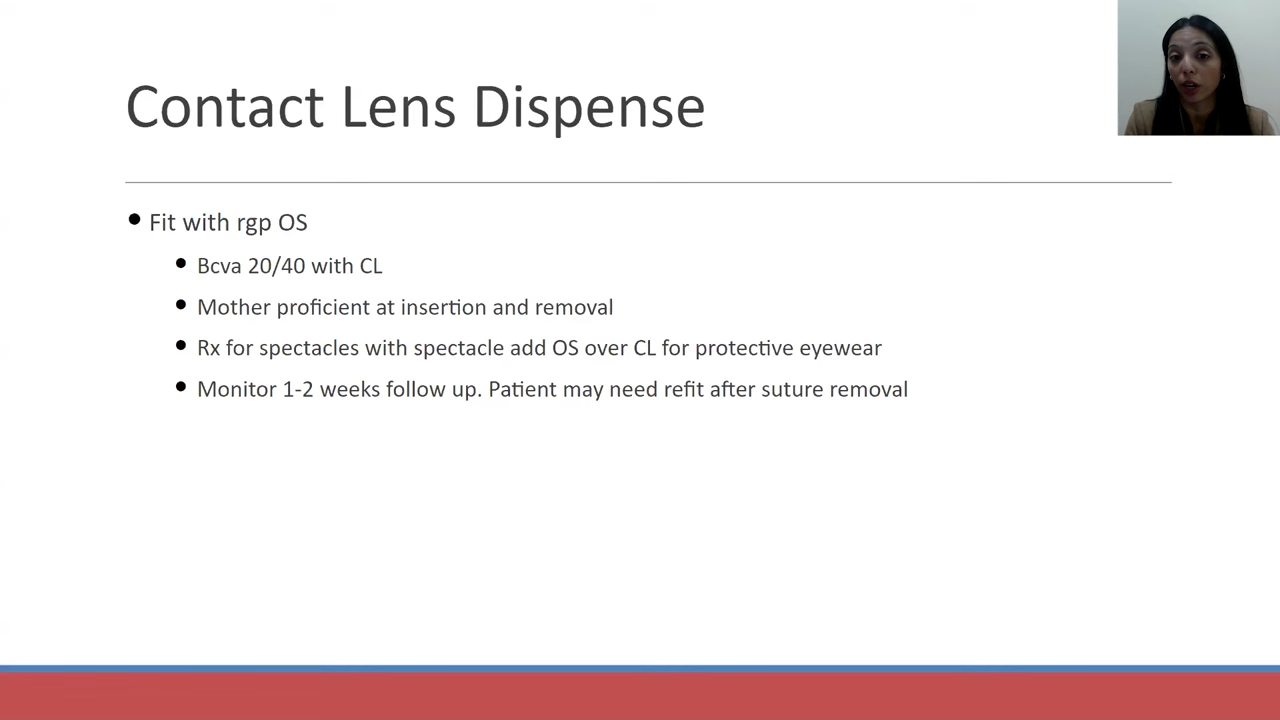 Contact Lens Dispense
• Fit with rgp OS
• Bcva 20/40 with CL
• Mother proficient at insertion and removal
• Rx for spectacles with spectacle add OS over CL for protective eyewear
• Monitor 1-2 weeks follow up. Patient may need refit after suture removal